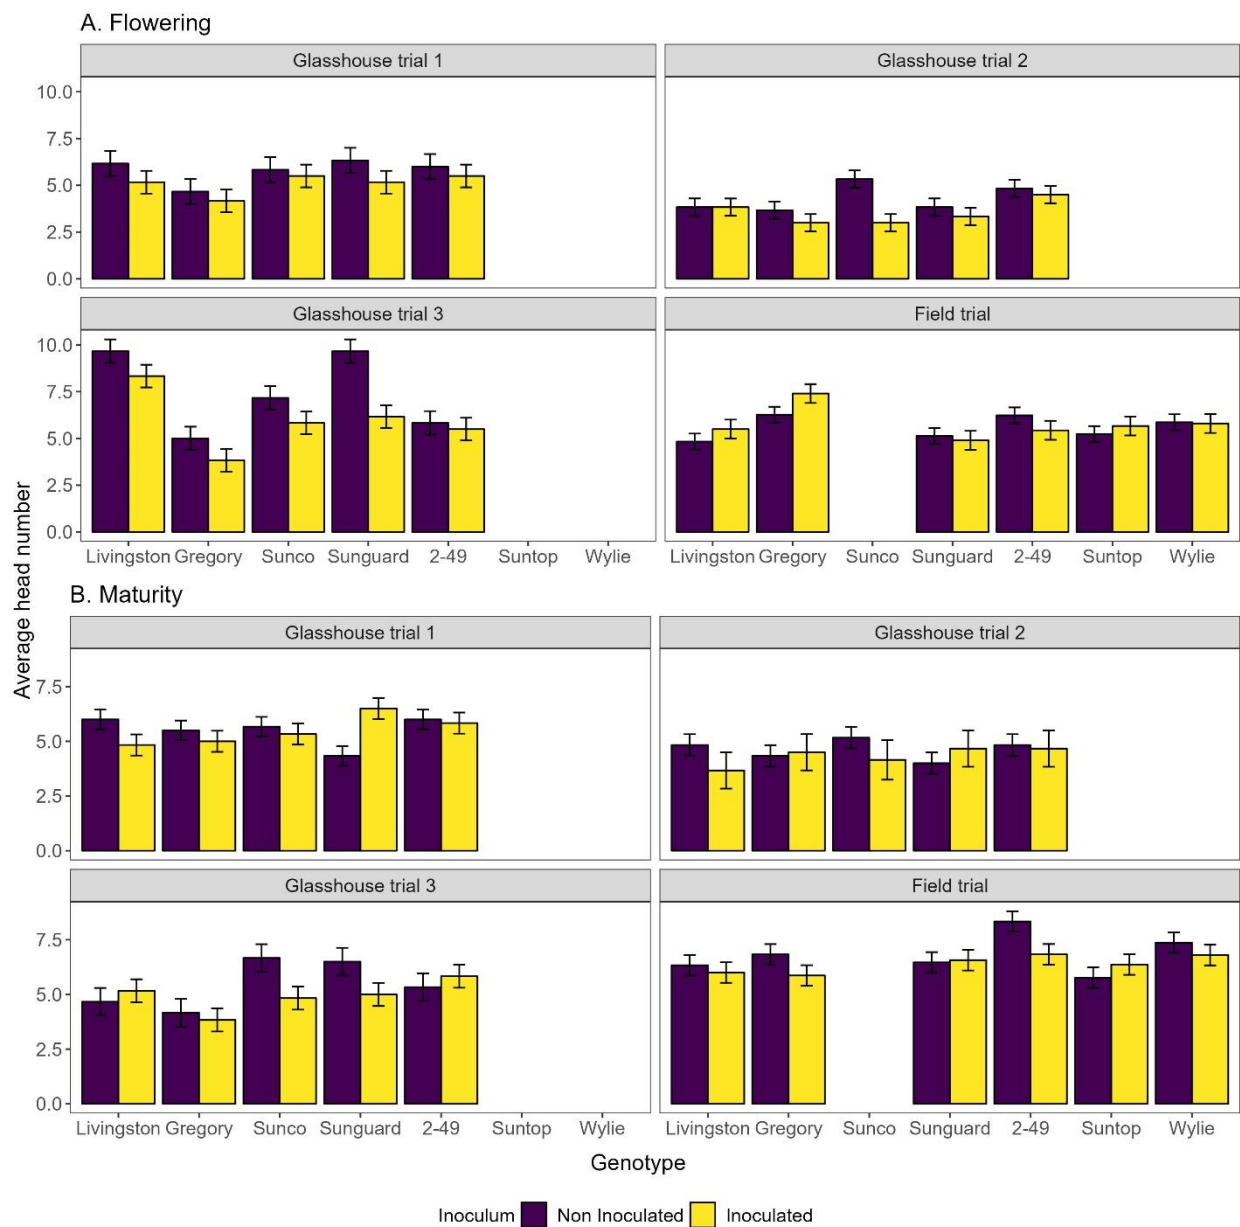 A. Flowering
Glasshouse trial 1
Glasshouse trial 2
10.0
7.5
5.0
2.5
0.0
Glasshouse trial 3
Field trial
10.0
7.5
5.0
2.5
0.0
Livingston Gregory Sunco Sunguard 2-49 Suntop Wylie
Livingston Gregory Sunco Sunguard 2-49 Suntop Wylie
Average head number
B. Maturity
Glasshouse trial 1
Glasshouse trial 2
7.5
5.0
2.5
0.0
Glasshouse trial 3
Field trial
7.5
5.0
2.5
0.0
Livingston Gregory Sunco Sunguard 2-49 Suntop Wylie
Livingston Gregory Sunco Sunguard 2-49 Suntop Wylie
Genotype
Inoculum Non Inoculated Inoculated